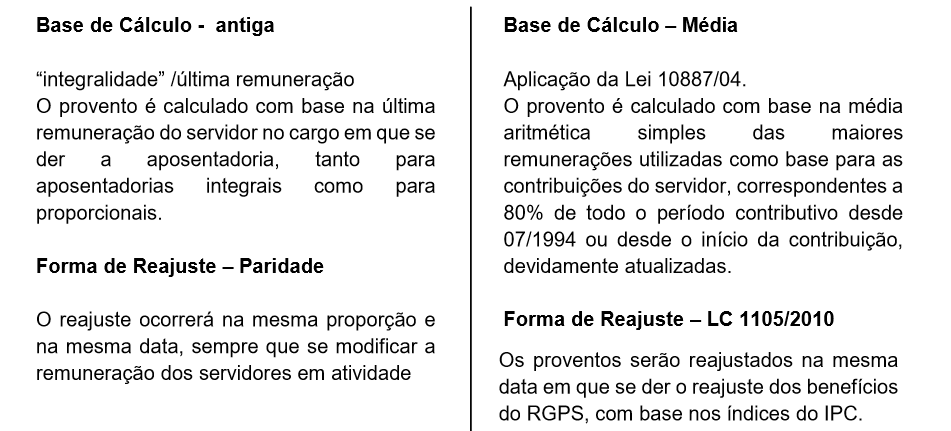 Base de Cálculo -  antiga
“integralidade” /última remuneração
O provento é calculado com base na última
remuneração do servidor no cargo em que se
der a aposentadoria, tanto para
aposentadorias integrais como para
proporcionais.
Forma de Reajuste – Paridade
O reajuste ocorrerá na mesma proporção e
na mesma data, sempre que se modificar a
remuneração dos servidores em atividade
Base de Cálculo – Média
Aplicação da Lei 10887/04.
O provento é calculado com base na média
aritmética simples das maiores
remunerações utilizadas como base para as
contribuições do servidor, correspondentes a
80% de todo o período contributivo desde
07/1994 ou desde o início da contribuição,
devidamente atualizadas.
Forma de Reajuste – LC 1105/2010
Os proventos serão reajustados na mesma
data em que se der o reajuste dos benefícios
do RGPS, com base nos índices do IPC.